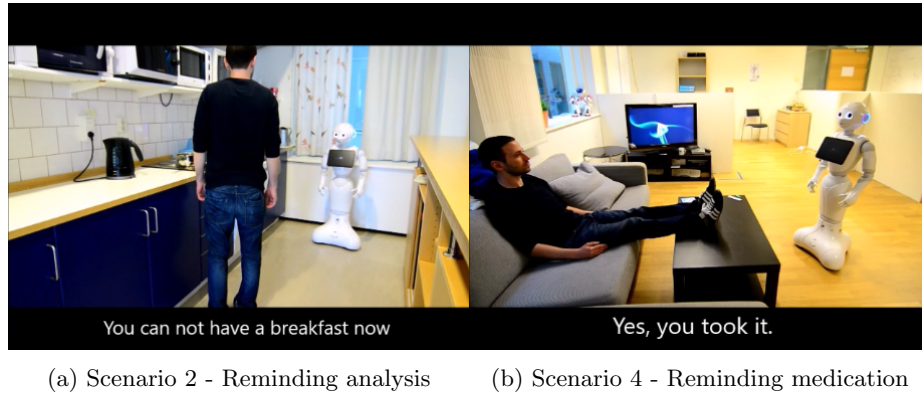 You can not have a breakfast now
Yes, you took it.
(a) Scenario 2 - Reminding analysis
(b) Scenario 4 - Reminding medication